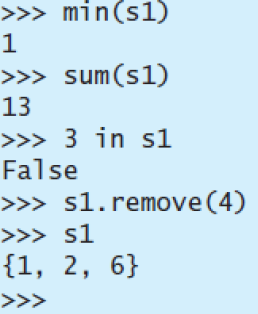 >>> min(s1)
1
>>> sum(s1)
13
>>> 3 in s1
False
>>> s1.remove(4)
>>> s1
{1, 2, 6}
>>>